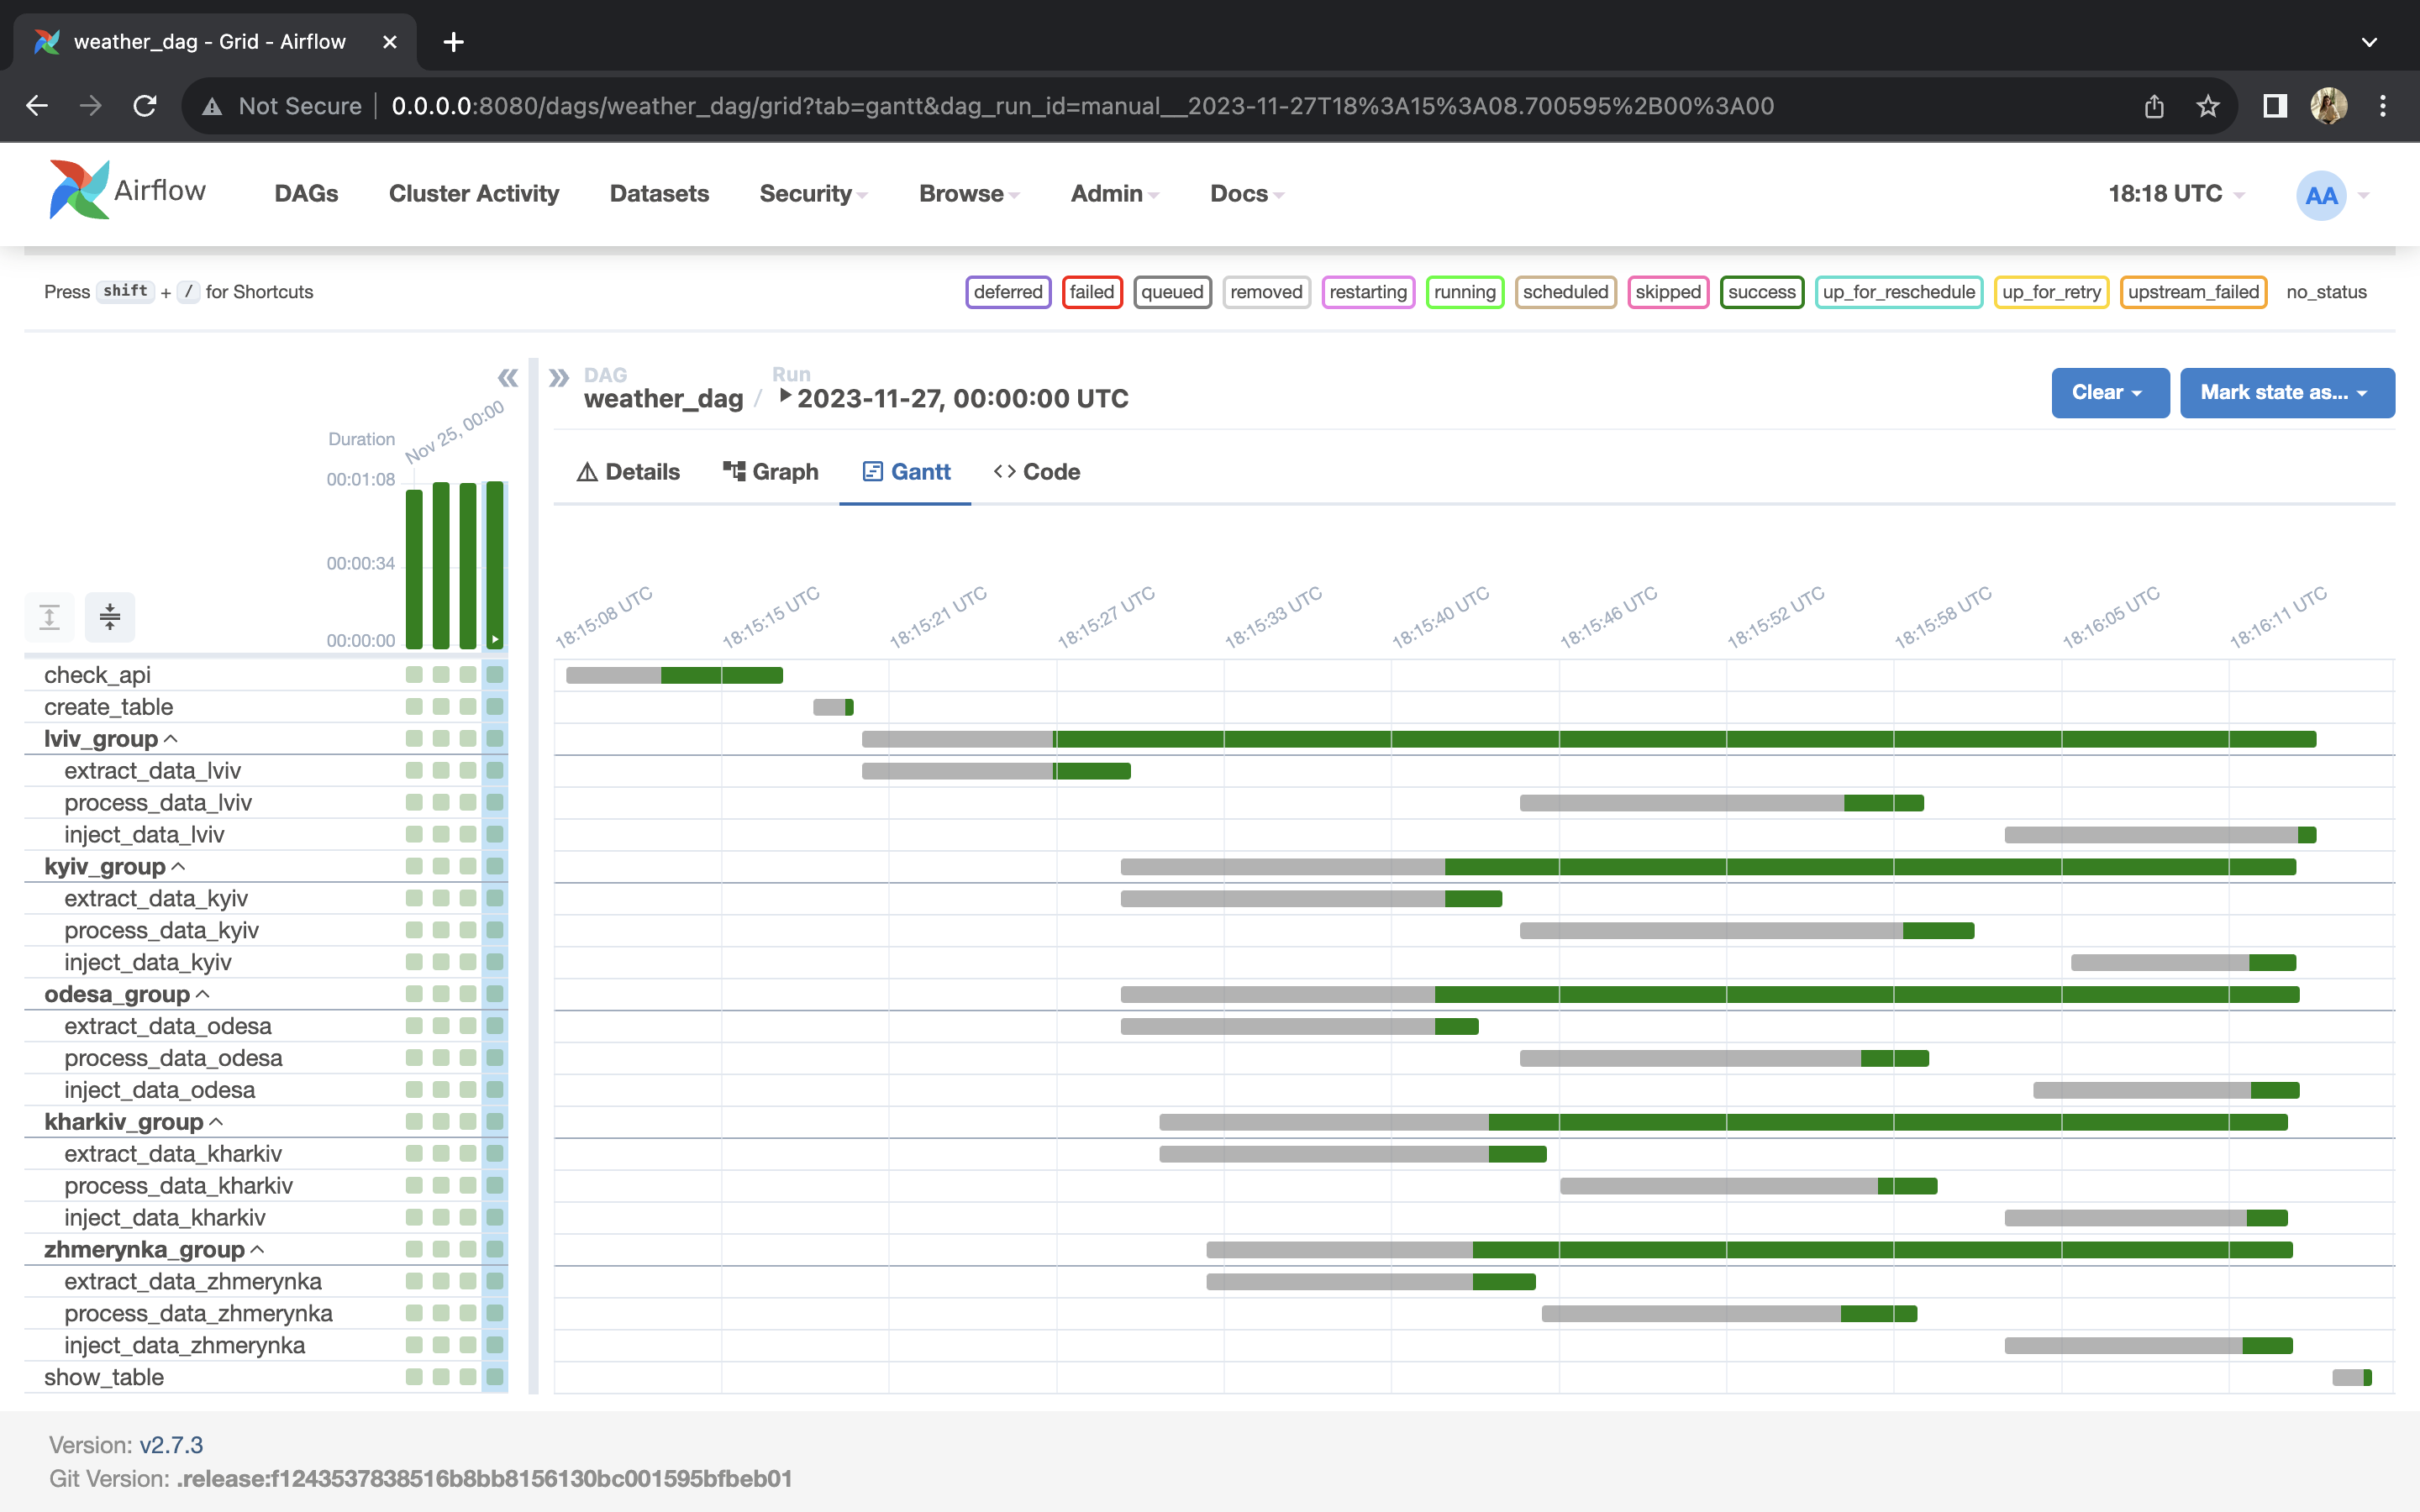 weather_dag - Grid - Airflow
Not Secure 0.0.0.0:8080/dags/weather_dag/grid?tab=gantt&dag_run_id=manual__2023-11-27T18%3A15%3A08.700595%2B00%3A00
Airflow DAGs Cluster Activity Datasets Security Browse Admin Docs 18:18 UTC AA
Press shift + / for Shortcuts deferred failed queued removed restarting running scheduled skipped success up_for_reschedule up_for_retry upstream_failed no_status
DAG Run
weather_dag / 2023-11-27, 00:00:00 UTC Clear Mark state as...
Nov 25, 00:00
Duration
00:01:08
00:00:34
00:00:00
Details Graph Gantt <> Code
18:15:08 UTC 18:15:15 UTC 18:15:21 UTC 18:15:27 UTC 18:15:33 UTC 18:15:40 UTC 18:15:46 UTC 18:15:52 UTC 18:15:58 UTC 18:16:05 UTC 18:16:11 UTC
check_api
create_table
lviv_group
extract_data_lviv
process_data_lviv
inject_data_lviv
kyiv_group
extract_data_kyiv
process_data_kyiv
inject_data_kyiv
odesa_group
extract_data_odesa
process_data_odesa
inject_data_odesa
kharkiv_group
extract_data_kharkiv
process_data_kharkiv
inject_data_kharkiv
zhmerynka_group
extract_data_zhmerynka
process_data_zhmerynka
inject_data_zhmerynka
show_table
Version: v2.7.3
Git Version: .release:f1243537838516b8bb8156130bc001595bfbeb01